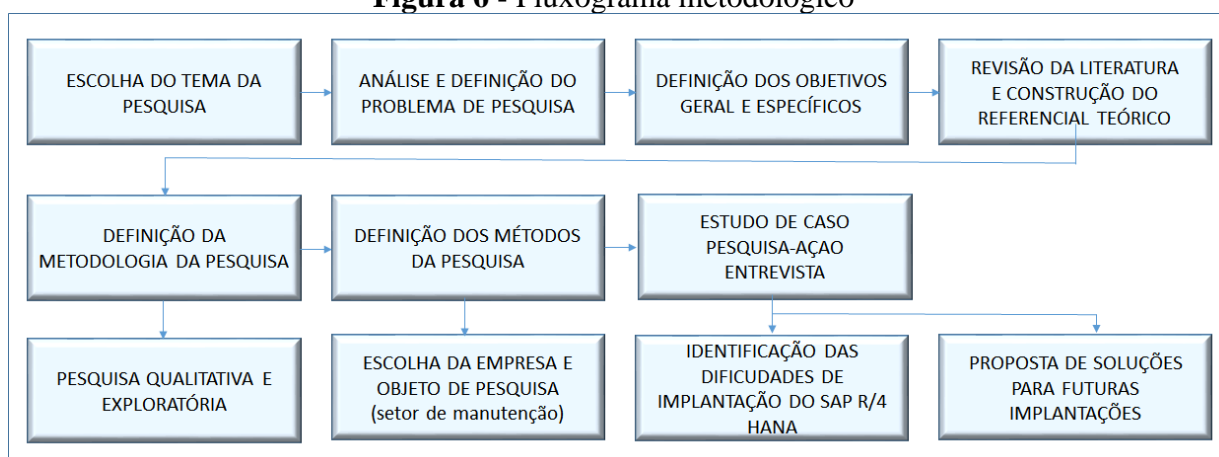 Figura 6 - Fluxograma metodológico
ESCOLHA DO TEMA DA
PESQUISA
ANÁLISE E DEFINIÇÃO DO
PROBLEMA DE PESQUISA
DEFINIÇÃO DOS OBJETIVOS
GERAL E ESPECÍFICOS
REVISÃO DA LITERATURA
E CONSTRUÇÃO DO
REFERENCIAL TEÓRICO
DEFINIÇÃO DA
METODOLOGIA DA PESQUISA
DEFINIÇÃO DOS MÉTODOS
DA PESQUISA
ESTUDO DE CASO
PESQUISA-AÇAO
ENTREVISTA
PESQUISA QUALITATIVA E
EXPLORATÓRIA
ESCOLHA DA EMPRESA E
OBJETO DE PESQUISA
(setor de manutenção)
IDENTIFICAÇÃO DAS
DIFICUDADES DE
IMPLANTAÇÃO DO SAP R/4
HANA
PROPOSTA DE SOLUÇÕES
PARA FUTURAS
IMPLANTAÇÕES